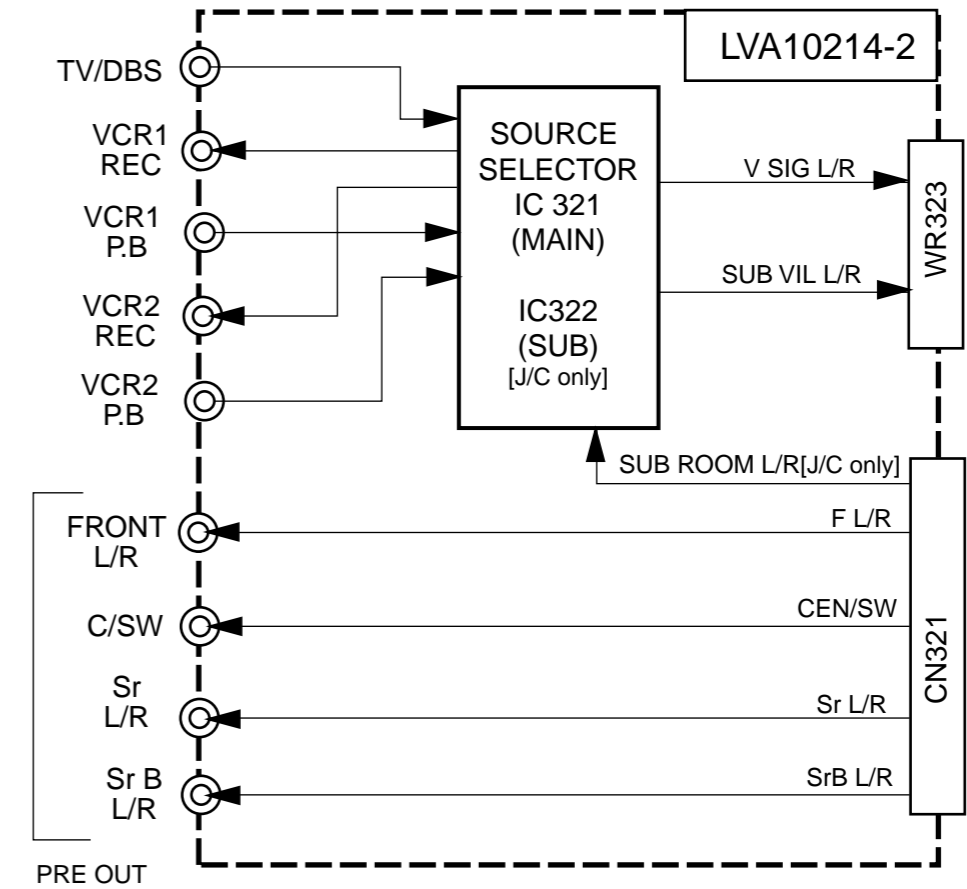 LVA10214-2
TV/DBS
VCR1
REC
VCR1
P.B
VCR2
REC
VCR2
P.B
SOURCE
SELECTOR
IC 321
(MAIN)
IC322
(SUB)
[J/C only]
V SIG L/R
SUB VIL L/R
WR323
SUB ROOM L/R[J/C only]
FRONT
L/R
F L/R
C/SW
CEN/SW
Sr
L/R
Sr L/R
Sr B
L/R
SrB L/R
CN321
PRE OUT